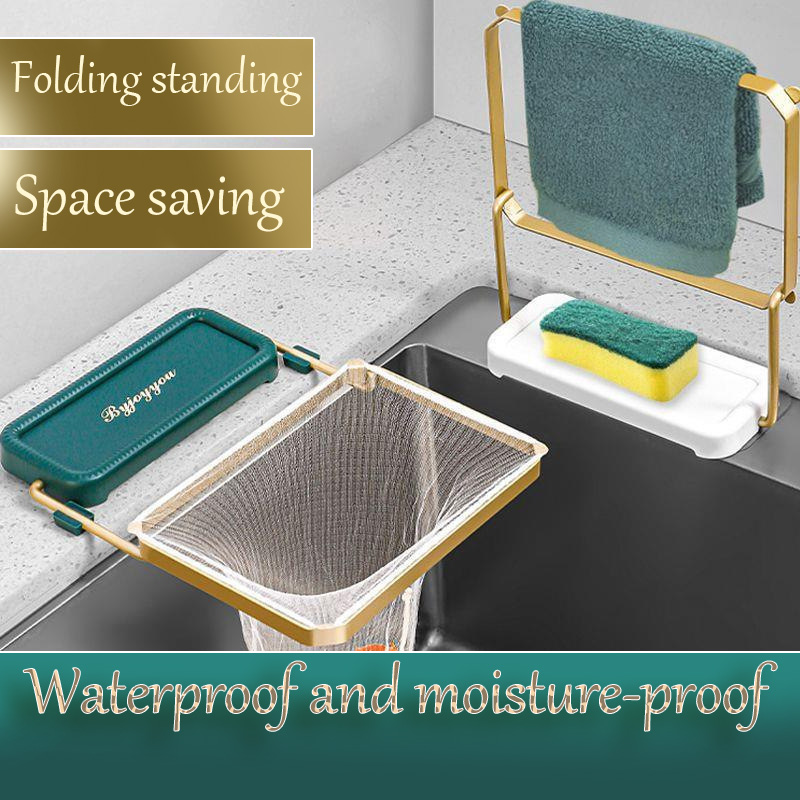 Folding standing
Space saving
Byjoyyou
Waterproof and moisture-proof